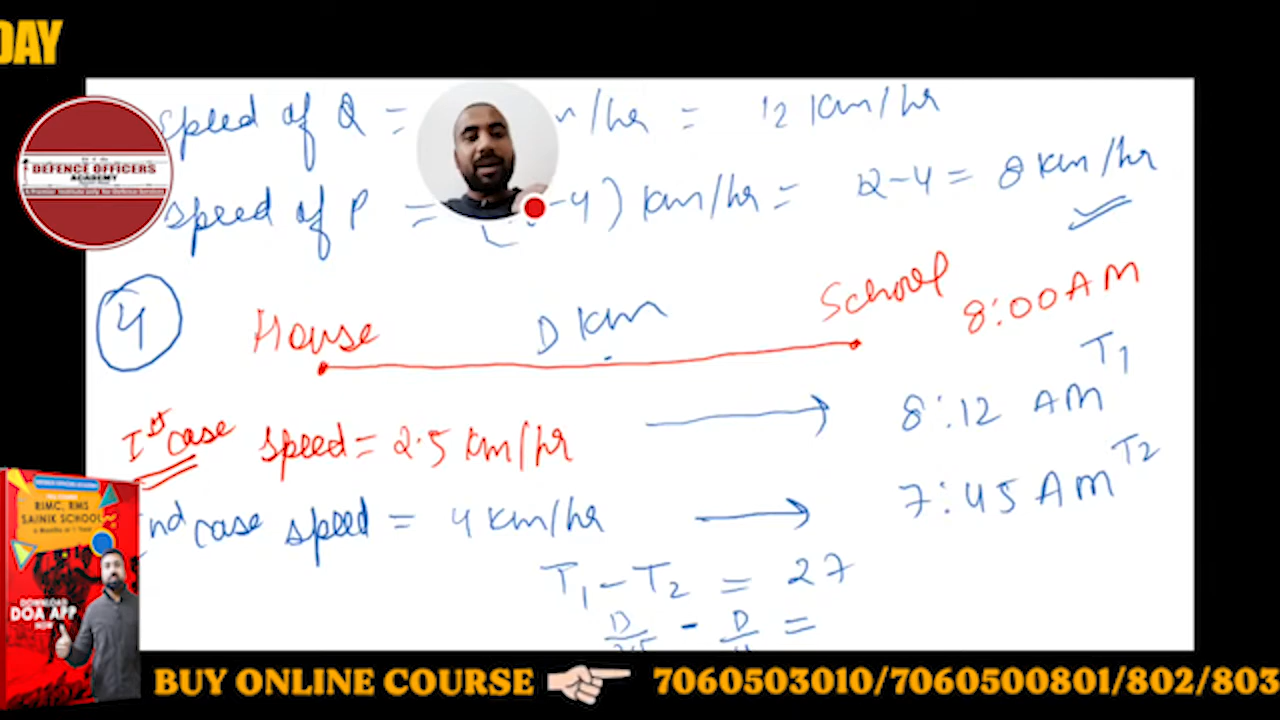 DAY
speed of Q = m/hr = 12 km/hr
speed of P = -4) km/hr = 12-4 = 8 km/hr
DEFENCE OFFICERS
ACADEMY
4
House D km School 8:00 AM
Ist case speed = 2.5 km/hr → 8:12 AM T1
IInd case speed = 4 km/hr → 7:45 AM T2
T1 - T2 = 27
D/2.5 - D/4 =
RIMC, RMS
SAINIK SCHOOL
DOWNLOAD
DOA APP
NOW
BUY ONLINE COURSE 7060503010/7060500801/802/803